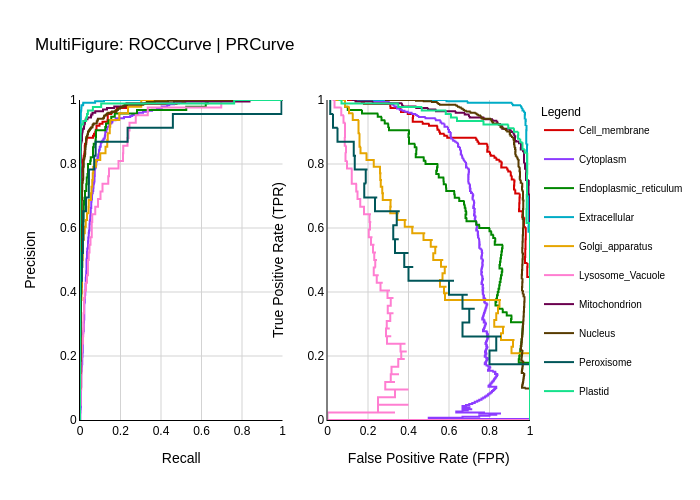 MultiFigure: ROCCurve | PRCurve
Precision
1
0.8
0.6
0.4
0.2
0
0
0.2
0.4
0.6
0.8
1
Recall
True Positive Rate (TPR)
1
0.8
0.6
0.4
0.2
0
0
0.2
0.4
0.6
0.8
1
False Positive Rate (FPR)
Legend
Cell_membrane
Cytoplasm
Endoplasmic_reticulum
Extracellular
Golgi_apparatus
Lysosome_Vacuole
Mitochondrion
Nucleus
Peroxisome
Plastid